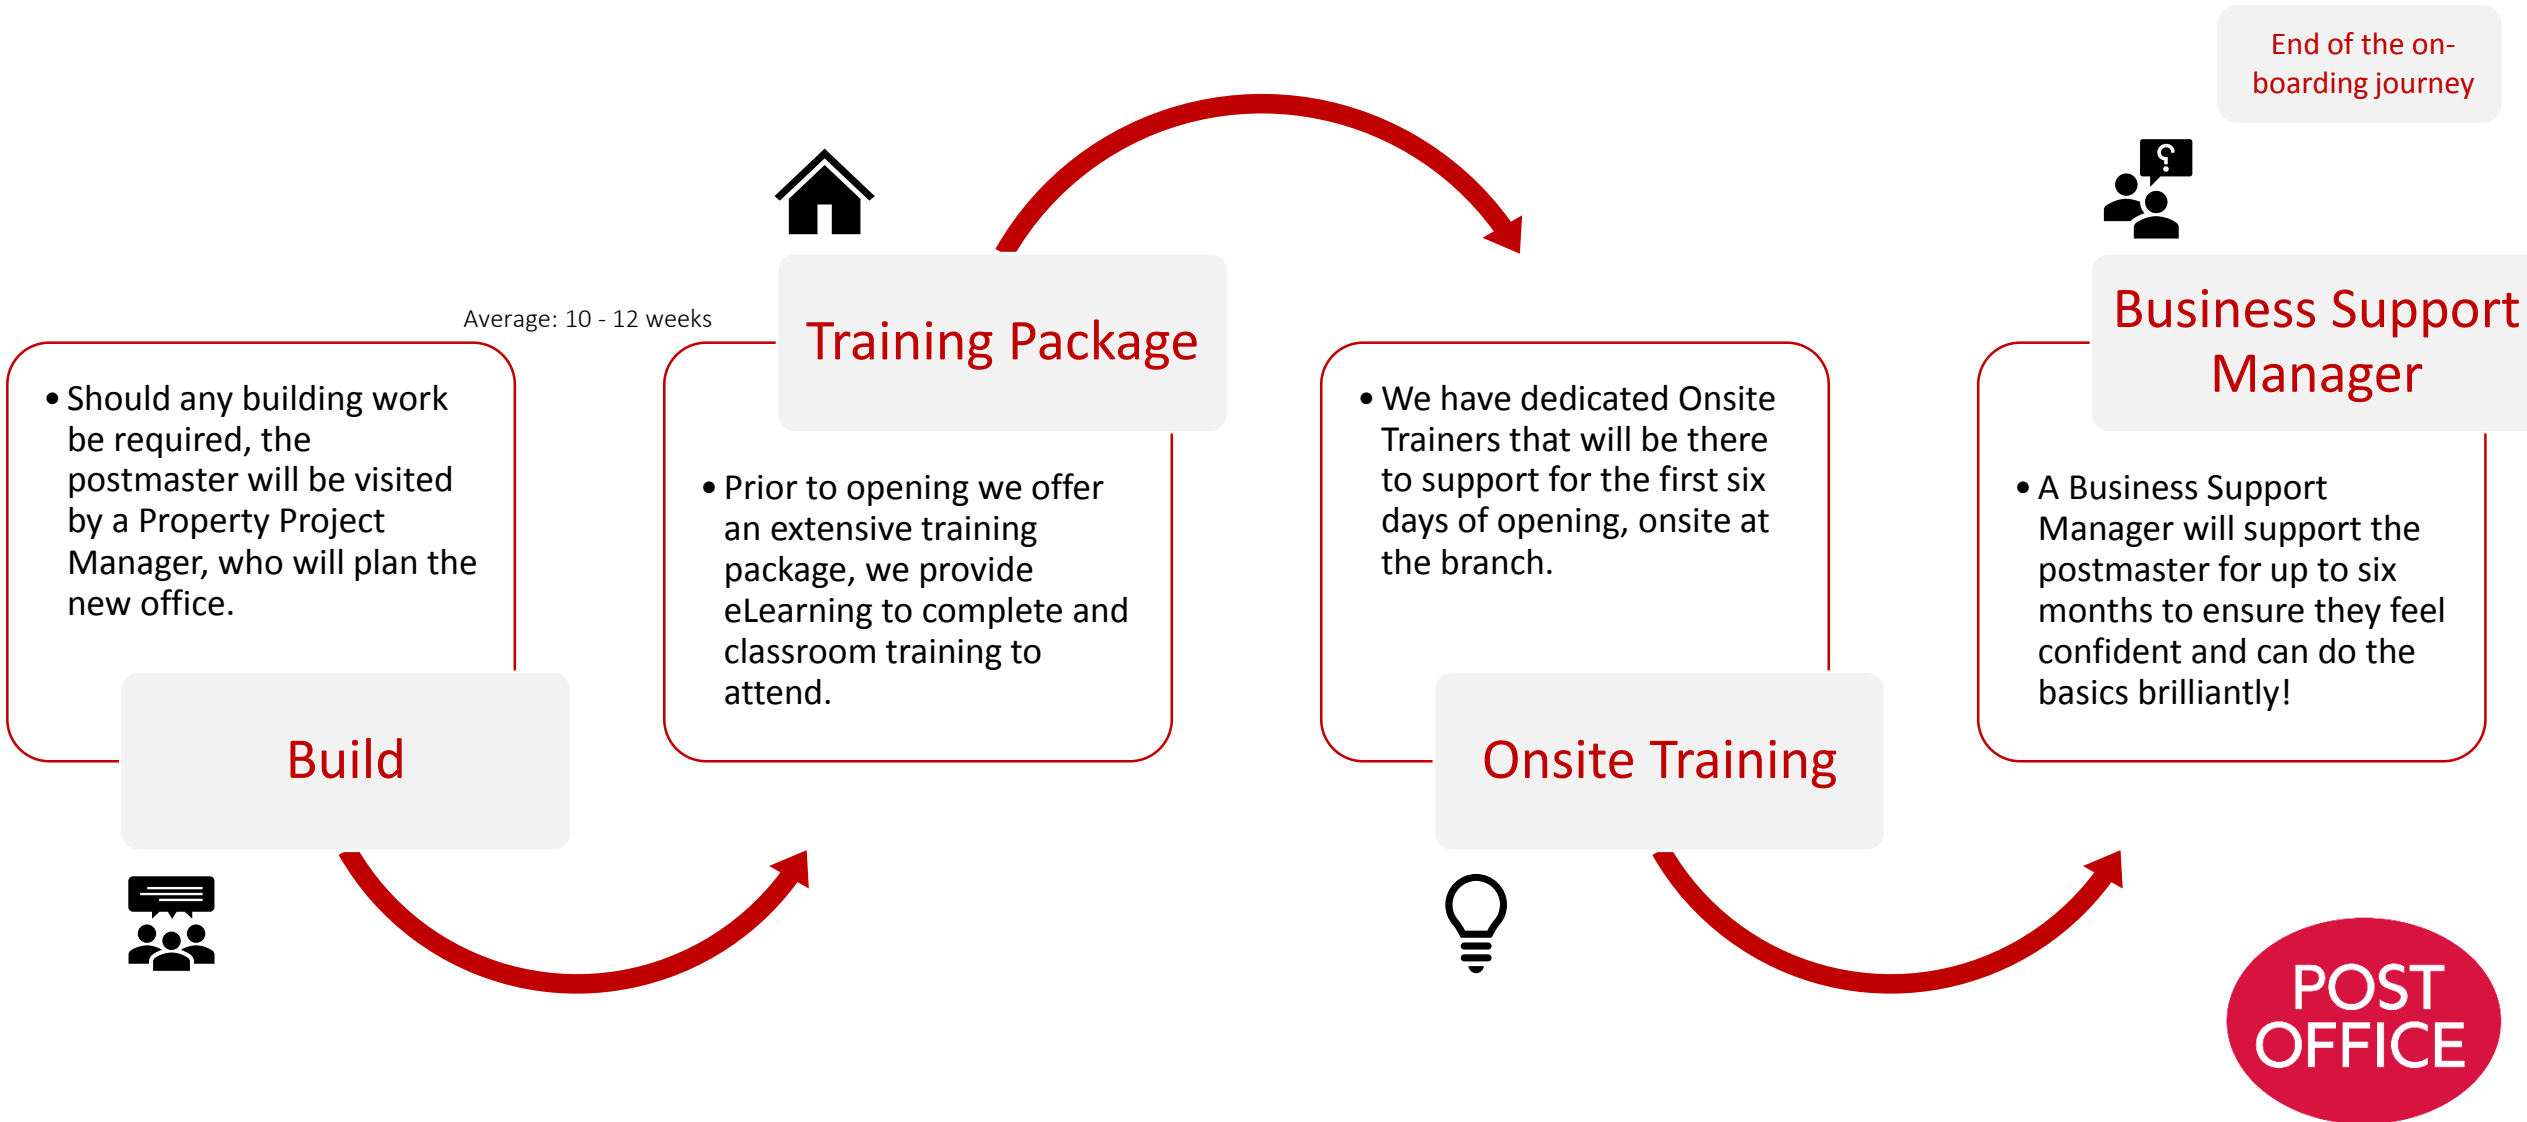 End of the on-
boarding journey
Average: 10 - 12 weeks
• Should any building work
be required, the
postmaster will be visited
by a Property Project
Manager, who will plan the
new office.
Build
Training Package
• Prior to opening we offer
an extensive training
package, we provide
eLearning to complete and
classroom training to
attend.
• We have dedicated Onsite
Trainers that will be there
to support for the first six
days of opening, onsite at
the branch.
Onsite Training
?
Business Support
Manager
• A Business Support
Manager will support the
postmaster for up to six
months to ensure they feel
confident and can do the
basics brilliantly!
POST
OFFICE